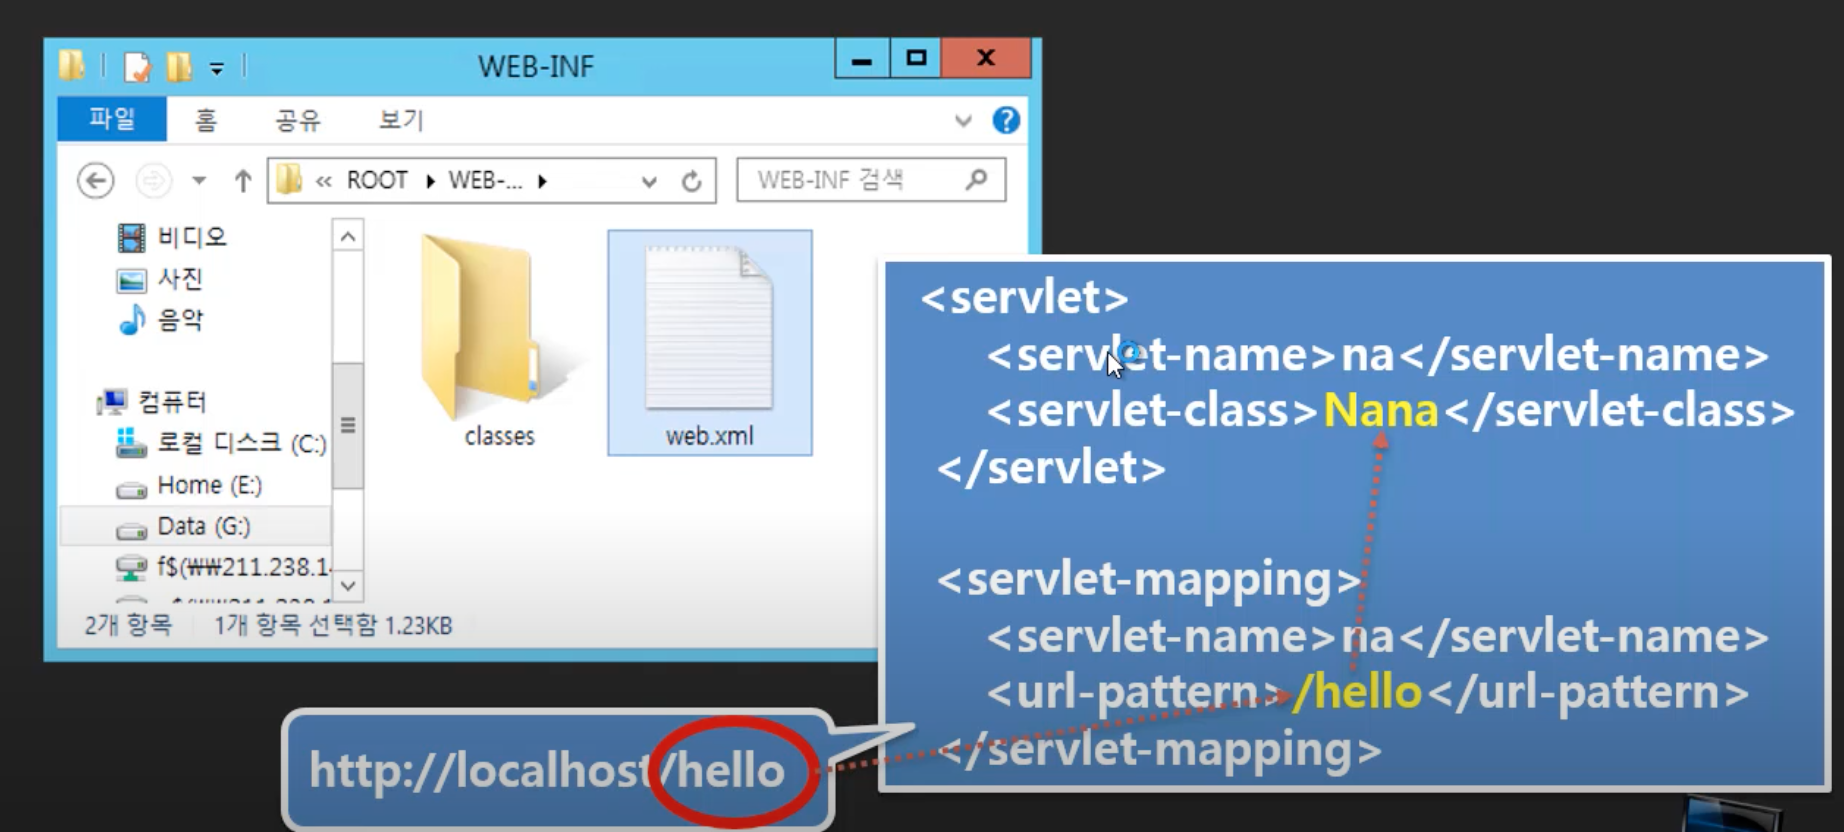 WEB-INF
파일 홈 공유 보기
« ROOT ▶ WEB-... ▶
WEB-INF 검색
비디오
사진
음악
컴퓨터
로컬 디스크 (C:)
Home (E:)
Data (G:)
f$(₩₩211.238.14
classes
web.xml
2개 항목 1개 항목 선택함 1.23KB
<servlet>
<servlet-name>na</servlet-name>
<servlet-class>Nana</servlet-class>
</servlet>
<servlet-mapping>
<servlet-name>na</servlet-name>
<url-pattern>/hello</url-pattern>
</servlet-mapping>
http://localhost/hello